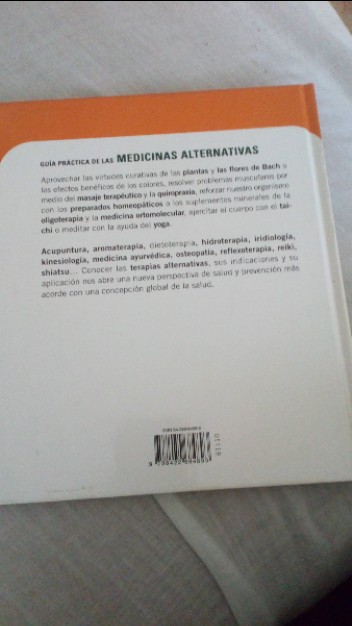 GUÍA PRÁCTICA DE LAS MEDICINAS ALTERNATIVAS
Aprovechar las virtudes curativas de las plantas y las flores de Bach o
los efectos benéficos de los colores, resolver problemas musculares por
medio del masaje terapéutico y la quiropraxia, reforzar nuestro organismo
con los preparados homeopáticos o los suplementos minerales de la
oligoterapia y la medicina ortomolecular, ejercitar el cuerpo con el tai-
chi o meditar con la ayuda del yoga.
Acupuntura, aromaterapia, dietoterapia, hidroterapia, iridiología,
kinesiología, medicina ayurvédica, osteopatía, reflexoterapia, reiki,
shiatsu... Conocer las terapias alternativas, sus indicaciones y su
aplicación nos abre una nueva perspectiva de salud y prevención más
acorde con una concepción global de la salud.
ISBN